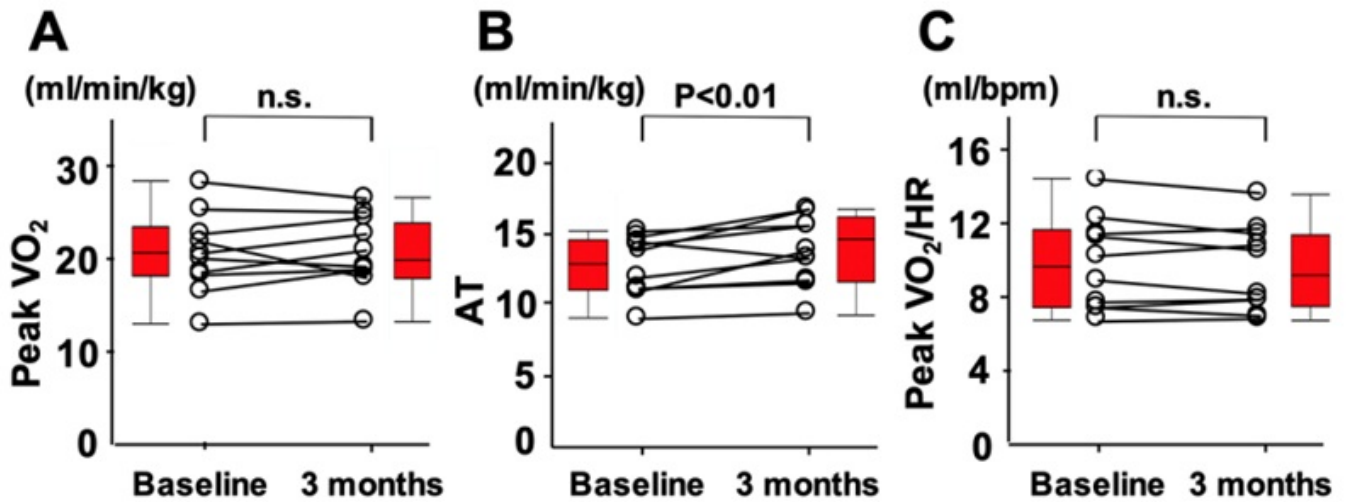 A
(ml/min/kg)
n.s.
Peak VO₂
30
20
10
0
Baseline 3 months
B
(ml/min/kg)
P<0.01
AT
20
15
10
5
0
Baseline 3 months
C
(ml/bpm)
n.s.
Peak VO₂/HR
16
12
8
4
0
Baseline 3 months